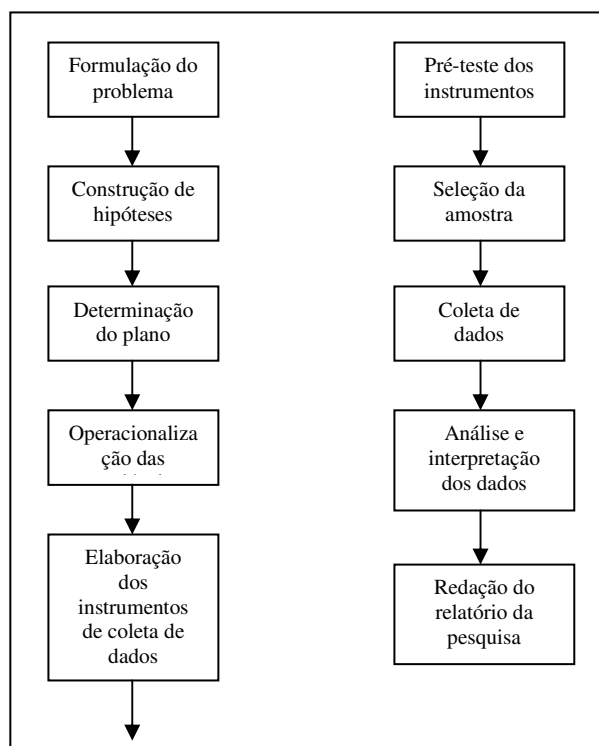 Formulação do
problema
Construção de
hipóteses
Determinação
do plano
Operacionaliza
ção das
Elaboração
dos
instrumentos
de coleta de
dados
Pré-teste dos
instrumentos
Seleção da
amostra
Coleta de
dados
Análise e
interpretação
dos dados
Redação do
relatório da
pesquisa